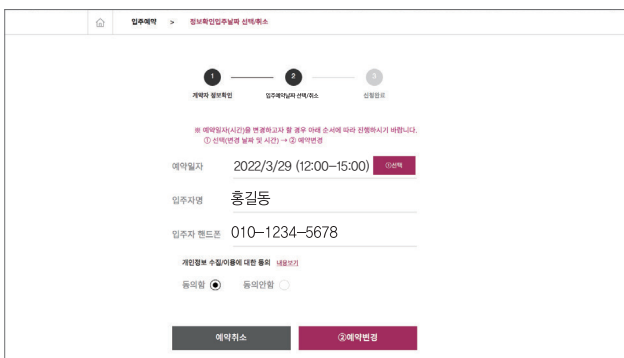 입주예약 > 정보확인입주날짜 선택/취소
1 2 3
계약자 정보확인 입주예약날짜 선택/취소 신청완료
※ 예약일자(시간)을 변경하고자 할 경우 아래 순서에 따라 진행하시기 바랍니다.
① 선택(변경 날짜 및 시간) → ② 예약변경
예약일자 2022/3/29 (12:00-15:00) ①선택
입주자명 홍길동
입주자 핸드폰 010-1234-5678
개인정보 수집/이용에 대한 동의 내용보기
동의함 동의안함
예약취소 ②예약변경